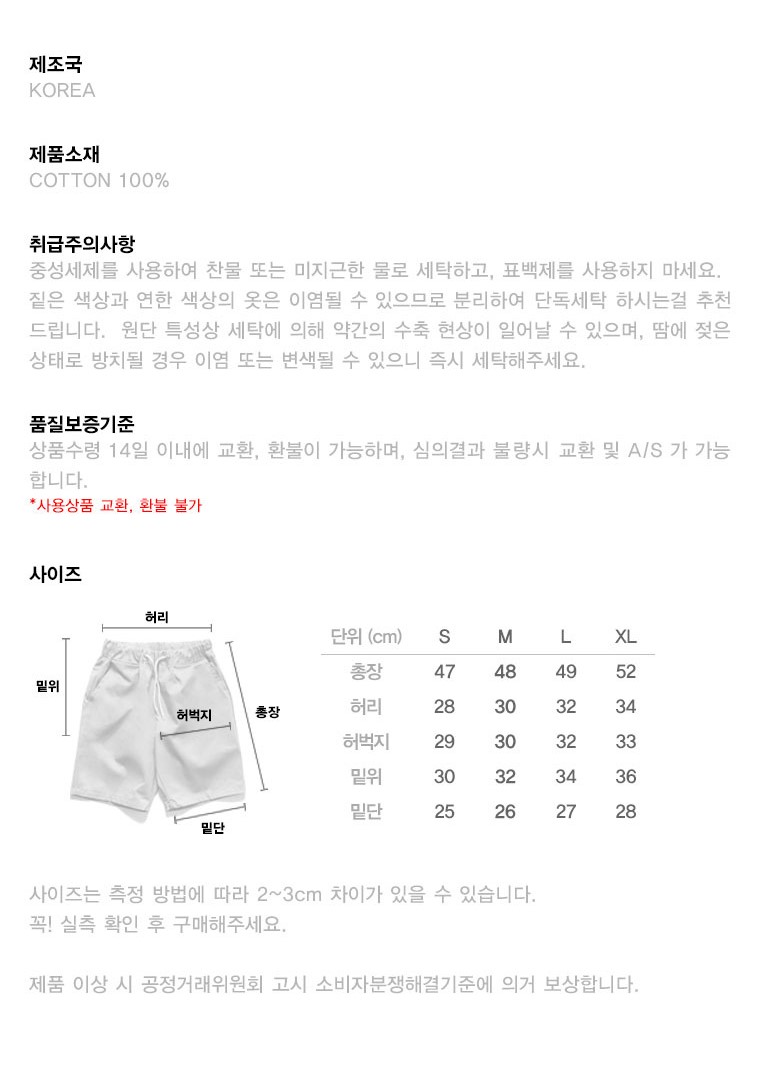 제조국
KOREA
제품소재
COTTON 100%
취급주의사항
중성세제를 사용하여 찬물 또는 미지근한 물로 세탁하고, 표백제를 사용하지 마세요.
짙은 색상과 연한 색상의 옷은 이염될 수 있으므로 분리하여 단독세탁 하시는걸 추천
드립니다. 원단 특성상 세탁에 의해 약간의 수축 현상이 일어날 수 있으며, 땀에 젖은
상태로 방치될 경우 이염 또는 변색될 수 있으니 즉시 세탁해주세요.
품질보증기준
상품수령 14일 이내에 교환, 환불이 가능하며, 심의결과 불량시 교환 및 A/S 가 가능
합니다.
*사용상품 교환, 환불 불가
사이즈
허리
밑위
허벅지
총장
밑단
단위 (cm) S M L XL
총장 47 48 49 52
허리 28 30 32 34
허벅지 29 30 32 33
밑위 30 32 34 36
밑단 25 26 27 28
사이즈는 측정 방법에 따라 2~3cm 차이가 있을 수 있습니다.
꼭! 실측 확인 후 구매해주세요.
제품 이상 시 공정거래위원회 고시 소비자분쟁해결기준에 의거 보상합니다.